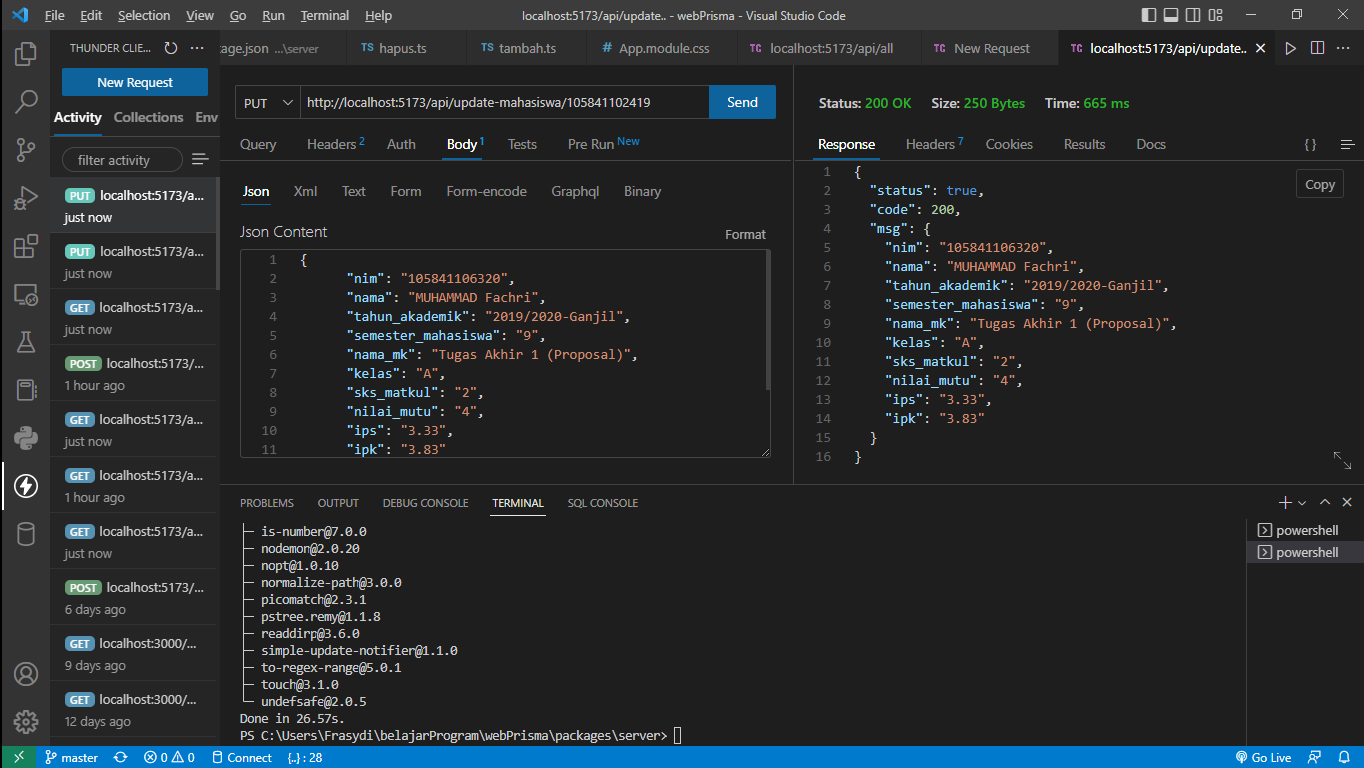 File Edit Selection View Go Run Terminal Help
localhost:5173/api/update.. - webPrisma - Visual Studio Code
THUNDER CLIE... ...
New Request
Activity Collections Env
filter activity
PUT localhost:5173/a...
just now
PUT localhost:5173/a...
just now
GET localhost:5173/a...
just now
POST localhost:5173/...
1 hour ago
GET localhost:5173/a...
just now
GET localhost:5173/a...
1 hour ago
GET localhost:5173/a...
just now
POST localhost:5173/...
6 days ago
GET localhost:3000/...
9 days ago
GET localhost:3000/...
12 days ago
age.json ...\server
TS hapus.ts
TS tambah.ts
# App.module.css
TC localhost:5173/api/all
TC New Request
TC localhost:5173/api/update..
PUT http://localhost:5173/api/update-mahasiswa/105841102419 Send
Query Headers 2 Auth Body 1 Tests Pre Run New
Json Xml Text Form Form-encode Graphql Binary
Json Content Format
1 {
2 "nim": "105841106320",
3 "nama": "MUHAMMAD Fachri",
4 "tahun_akademik": "2019/2020-Ganjil",
5 "semester_mahasiswa": "9",
6 "nama_mk": "Tugas Akhir 1 (Proposal)",
7 "kelas": "A",
8 "sks_matkul": "2",
9 "nilai_mutu": "4",
10 "ips": "3.33",
11 "ipk": "3.83"
Status: 200 OK Size: 250 Bytes Time: 665 ms
Response Headers 7 Cookies Results Docs {}
Copy
1 {
2 "status": true,
3 "code": 200,
4 "msg": {
5 "nim": "105841106320",
6 "nama": "MUHAMMAD Fachri",
7 "tahun_akademik": "2019/2020-Ganjil",
8 "semester_mahasiswa": "9",
9 "nama_mk": "Tugas Akhir 1 (Proposal)",
10 "kelas": "A",
11 "sks_matkul": "2",
12 "nilai_mutu": "4",
13 "ips": "3.33",
14 "ipk": "3.83"
15 }
16 }
PROBLEMS OUTPUT DEBUG CONSOLE TERMINAL SQL CONSOLE
├─ is-number@7.0.0
├─ nodemon@2.0.20
├─ nopt@1.0.10
├─ normalize-path@3.0.0
├─ picomatch@2.3.1
├─ pstree.remy@1.1.8
├─ readdirp@3.6.0
├─ simple-update-notifier@1.1.0
├─ to-regex-range@5.0.1
├─ touch@3.1.0
└─ undefsafe@2.0.5
Done in 26.57s.
PS C:\Users\Frasydi\belajarProgram\webPrisma\packages\server>
powershell
powershell
master 0 0 Connect {..} : 28 Go Live